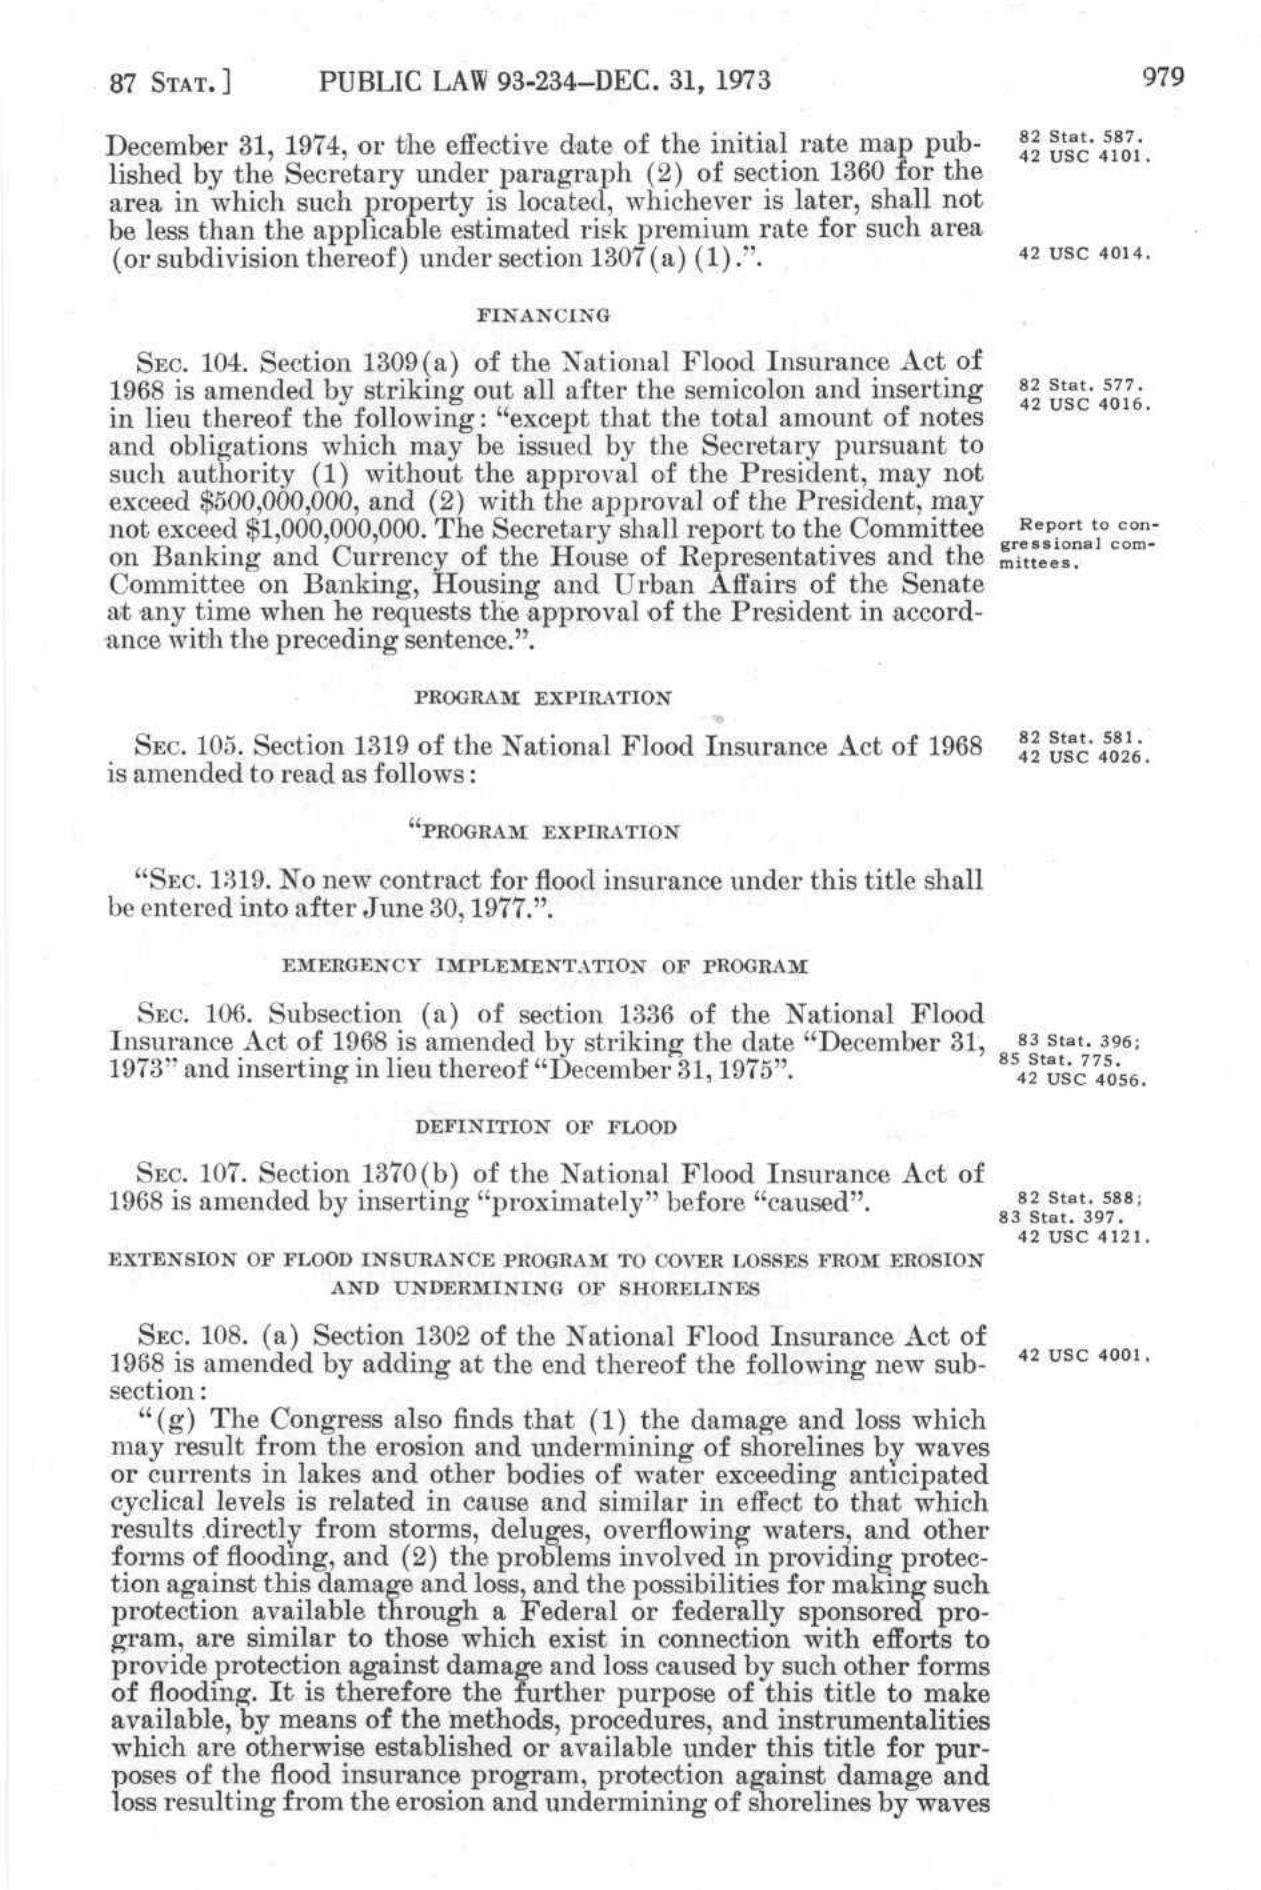 87 STAT. ] PUBLIC LAW 93-234–DEC. 31, 1973 979
December 31, 1974, or the effective date of the initial rate map pub-
lished by the Secretary under paragraph (2) of section 1360 for the
area in which such property is located, whichever is later, shall not
be less than the applicable estimated risk premium rate for such area
(or subdivision thereof) under section 1307(a) (1).”.
82 Stat. 587.
42 USC 4101.
42 USC 4014.
FINANCING
SEC. 104. Section 1309(a) of the National Flood Insurance Act of
1968 is amended by striking out all after the semicolon and inserting
in lieu thereof the following: “except that the total amount of notes
and obligations which may be issued by the Secretary pursuant to
such authority (1) without the approval of the President, may not
exceed $500,000,000, and (2) with the approval of the President, may
not exceed $1,000,000,000. The Secretary shall report to the Committee
on Banking and Currency of the House of Representatives and the
Committee on Banking, Housing and Urban Affairs of the Senate
at any time when he requests the approval of the President in accord-
ance with the preceding sentence.”.
82 Stat. 577.
42 USC 4016.
Report to con-
gressional com-
mittees.
PROGRAM EXPIRATION
SEC. 105. Section 1319 of the National Flood Insurance Act of 1968
is amended to read as follows:
82 Stat. 581.
42 USC 4026.
“PROGRAM EXPIRATION
“SEC. 1319. No new contract for flood insurance under this title shall
be entered into after June 30, 1977.”.
EMERGENCY IMPLEMENTATION OF PROGRAM
SEC. 106. Subsection (a) of section 1336 of the National Flood
Insurance Act of 1968 is amended by striking the date “December 31,
1973” and inserting in lieu thereof “December 31, 1975”.
83 Stat. 396;
85 Stat. 775.
42 USC 4056.
DEFINITION OF FLOOD
SEC. 107. Section 1370(b) of the National Flood Insurance Act of
1968 is amended by inserting “proximately” before “caused”.
82 Stat. 588;
83 Stat. 397.
42 USC 4121.
EXTENSION OF FLOOD INSURANCE PROGRAM TO COVER LOSSES FROM EROSION
AND UNDERMINING OF SHORELINES
SEC. 108. (a) Section 1302 of the National Flood Insurance Act of
1968 is amended by adding at the end thereof the following new sub-
section:
42 USC 4001.
“(g) The Congress also finds that (1) the damage and loss which
may result from the erosion and undermining of shorelines by waves
or currents in lakes and other bodies of water exceeding anticipated
cyclical levels is related in cause and similar in effect to that which
results directly from storms, deluges, overflowing waters, and other
forms of flooding, and (2) the problems involved in providing protec-
tion against this damage and loss, and the possibilities for making such
protection available through a Federal or federally sponsored pro-
gram, are similar to those which exist in connection with efforts to
provide protection against damage and loss caused by such other forms
of flooding. It is therefore the further purpose of this title to make
available, by means of the methods, procedures, and instrumentalities
which are otherwise established or available under this title for pur-
poses of the flood insurance program, protection against damage and
loss resulting from the erosion and undermining of shorelines by waves